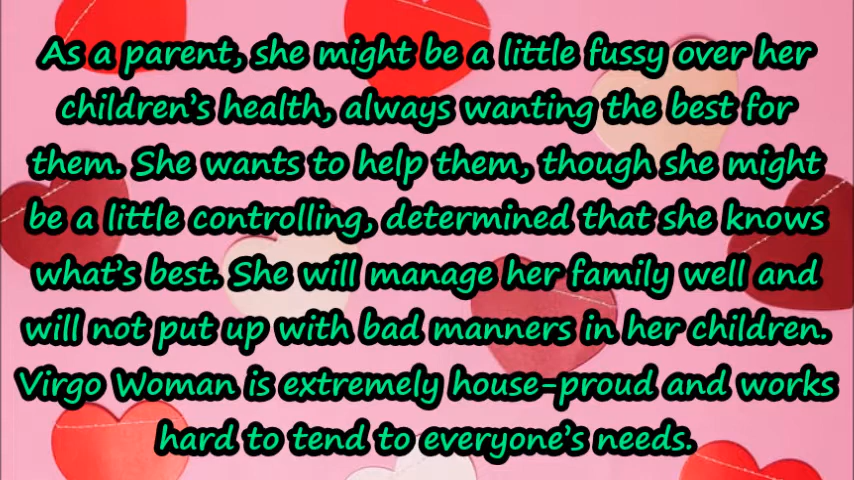 As a parent, she might be a little fussy over her
children's health, always wanting the best for
them. She wants to help them, though she might
be a little controlling, determined that she knows
what's best. She will manage her family well and
will not put up with bad manners in her children.
Virgo Woman is extremely house-proud and works
hard to tend to everyone's needs.